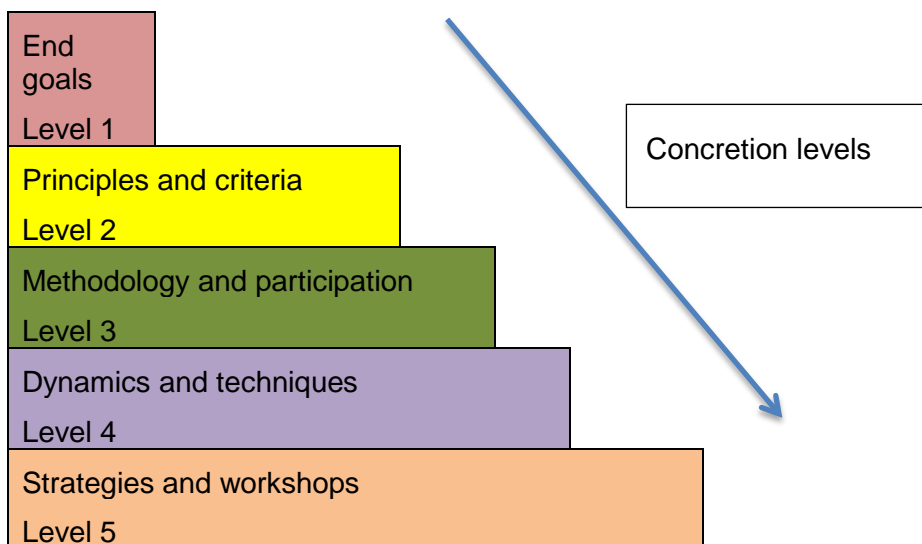 End
goals
Level 1
Concretion levels
Principles and criteria
Level 2
Methodology and participation
Level 3
Dynamics and techniques
Level 4
Strategies and workshops
Level 5